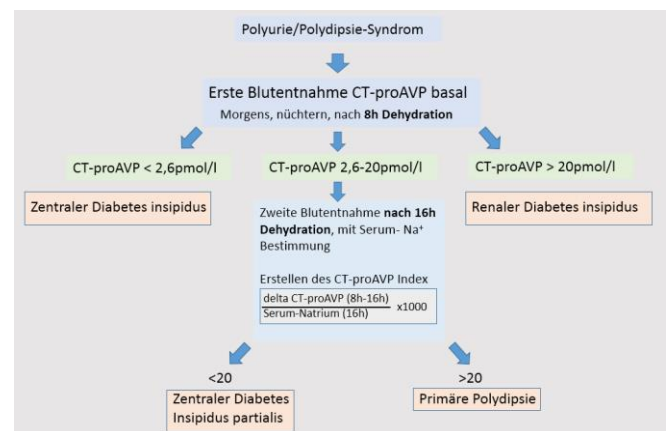 Polyurie/Polydipsie-Syndrom
Erste Blutentnahme CT-proAVP basal
Morgens, nüchtern, nach 8h Dehydration
CT-proAVP < 2,6pmol/l
CT-proAVP 2,6-20pmol/l
CT-proAVP > 20pmol/l
Zentraler Diabetes insipidus
Renaler Diabetes insipidus
Zweite Blutentnahme nach 16h
Dehydration, mit Serum- Na⁺
Bestimmung
Erstellen des CT-proAVP Index
delta CT-proAVP (8h-16h)
Serum-Natrium (16h)
x1000
<20
>20
Zentraler Diabetes
Insipidus partialis
Primäre Polydipsie